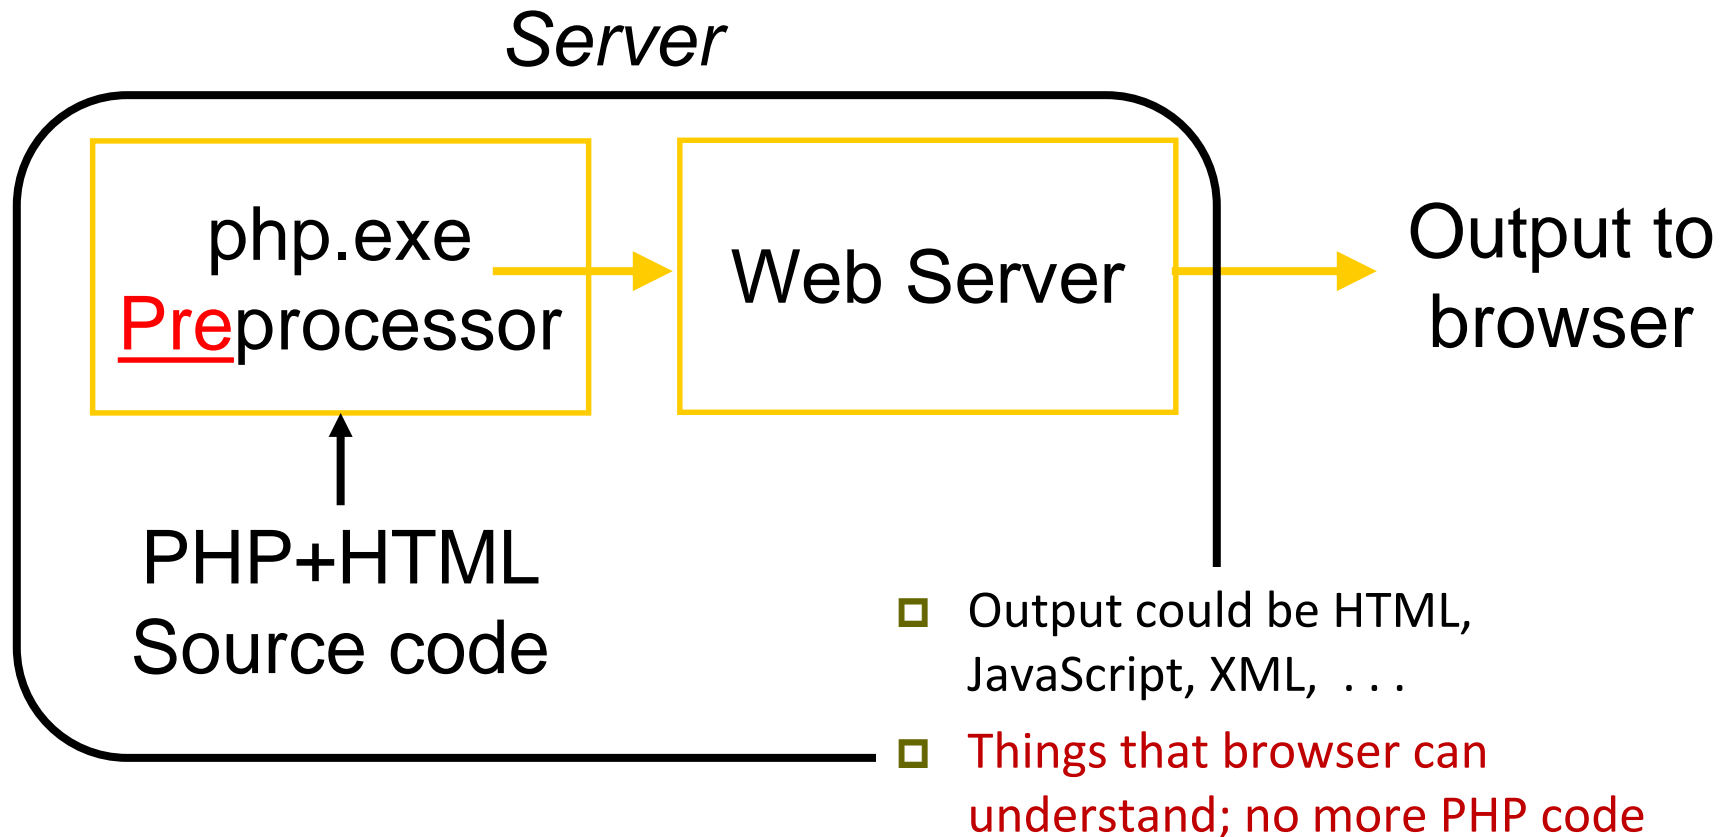 Server
php.exe
Preprocessor
Web Server
Output to
browser
PHP+HTML
Source code
Output could be HTML,
JavaScript, XML, . . .
Things that browser can
understand; no more PHP code